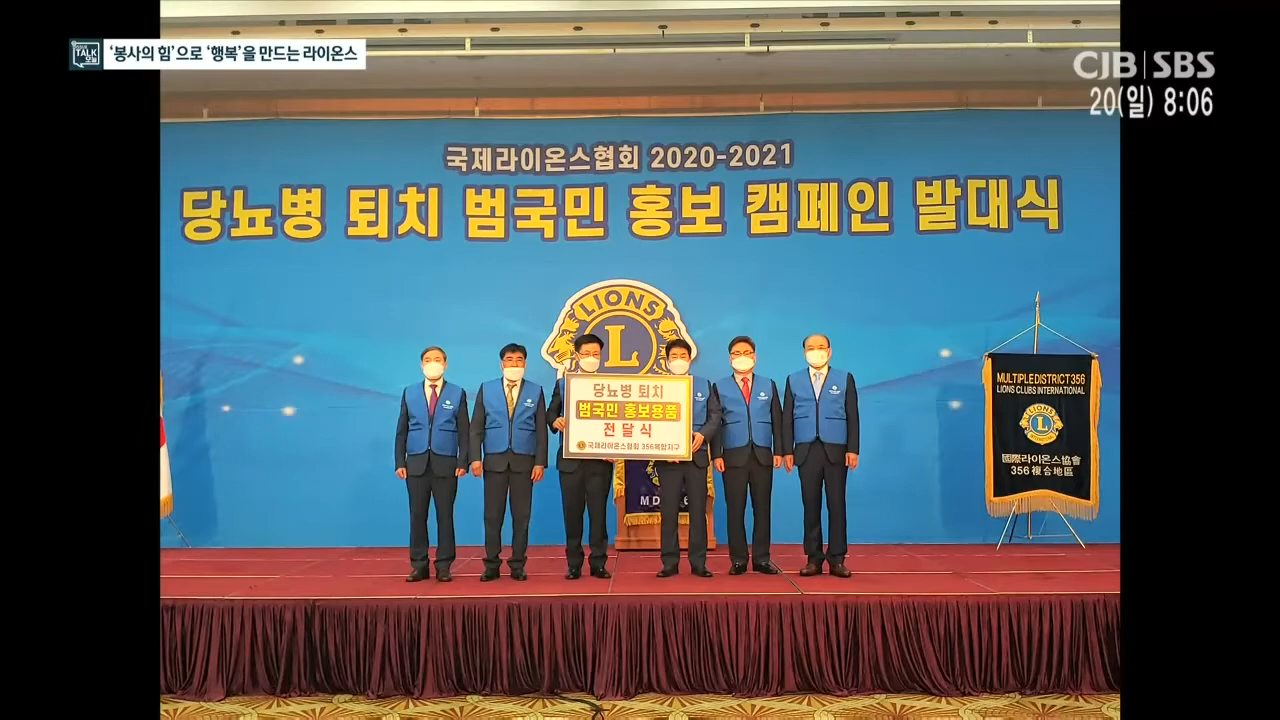 TALK
'봉사의 힘'으로 '행복'을 만드는 라이온스
CJB SBS
20(일) 8:06
국제라이온스협회 2020-2021
당뇨병 퇴치 범국민 홍보 캠페인 발대식
LIONS
L
당뇨병 퇴치
범국민 홍보용품
전달식
국제라이온스협회 356복합지구
MULTIPLE DISTRICT 356
LIONS CLUBS INTERNATIONAL
LIONS
L
國際라이온스協會
356 複合地區